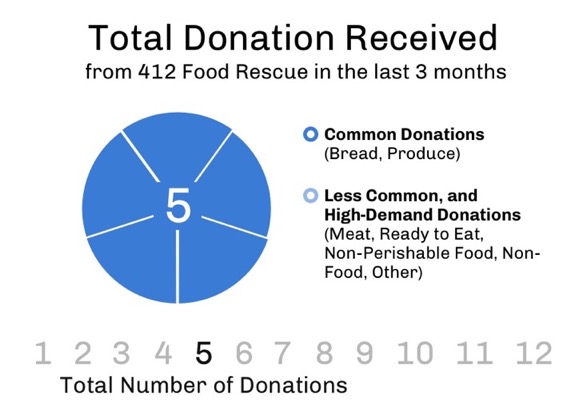 Total Donation Received
from 412 Food Rescue in the last 3 months
5
Common Donations
(Bread, Produce)
Less Common, and
High-Demand Donations
(Meat, Ready to Eat,
Non-Perishable Food, Non-
Food, Other)
1 2 3 4 5 6 7 8 9 10 11 12
Total Number of Donations